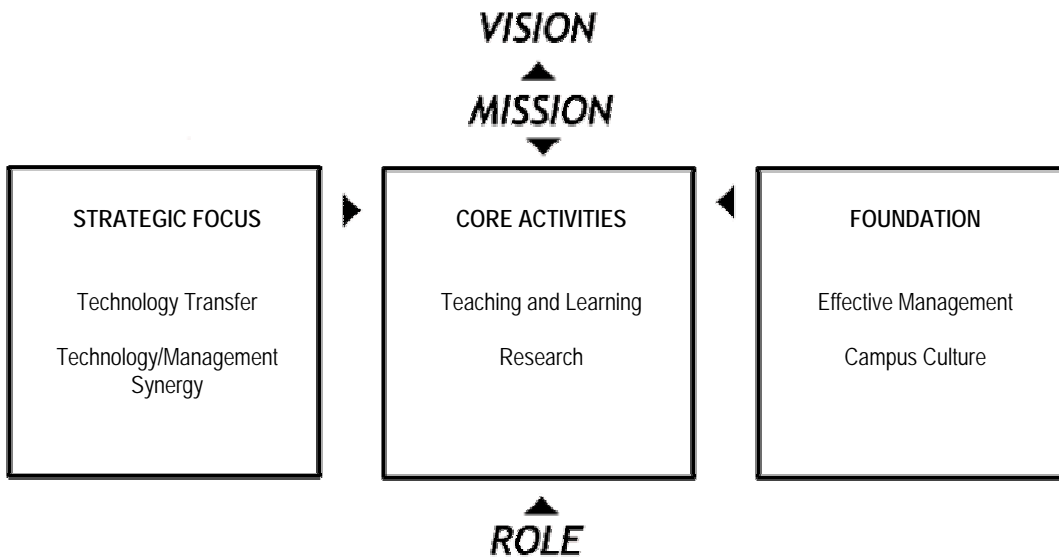 VISION
MISSION
STRATEGIC FOCUS
Technology Transfer
Technology/Management
Synergy
CORE ACTIVITIES
Teaching and Learning
Research
FOUNDATION
Effective Management
Campus Culture
ROLE